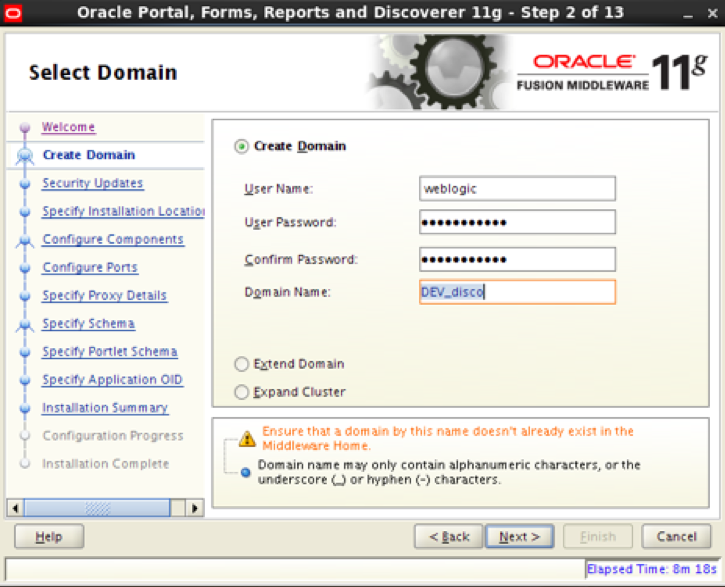 Oracle Portal, Forms, Reports and Discoverer 11g - Step 2 of 13
Select Domain
ORACLE
FUSION MIDDLEWARE 11g
Welcome
Create Domain
Security Updates
Specify Installation Location
Configure Components
Configure Ports
Specify Proxy Details
Specify Schema
Specify Portlet Schema
Specify Application OID
Installation Summary
Configuration Progress
Installation Complete
Create Domain
User Name: weblogic
User Password: •••••••••••
Confirm Password: •••••••••••
Domain Name: DEV_disco
Extend Domain
Expand Cluster
Ensure that a domain by this name doesn't already exist in the
Middleware Home.
Domain name may only contain alphanumeric characters, or the
underscore (_) or hyphen (-) characters.
Help
< Back Next > Finish Cancel
Elapsed Time: 8m 18s